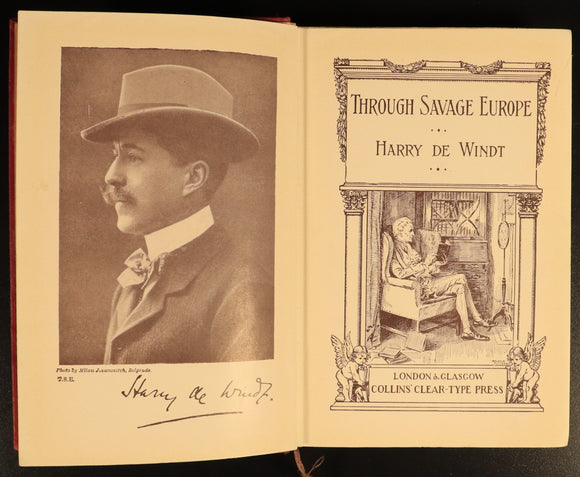 Photo by Milan Jovanovitch, Belgrade.
T.S.E.
Harry de Windt.
THROUGH SAVAGE EUROPE
HARRY DE WINDT
LONDON & GLASGOW
COLLINS' CLEAR-TYPE PRESS